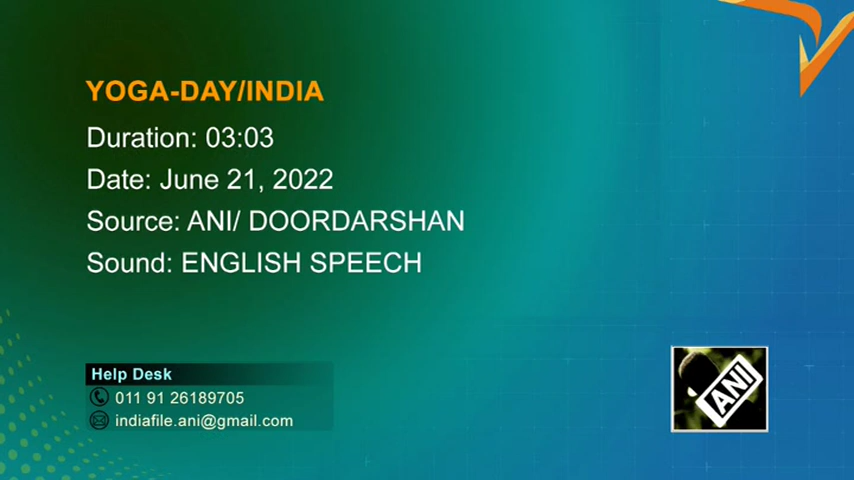 YOGA-DAY/INDIA
Duration: 03:03
Date: June 21, 2022
Source: ANI/ DOORDARSHAN
Sound: ENGLISH SPEECH
Help Desk
011 91 26189705
indiafile.ani@gmail.com
ANI